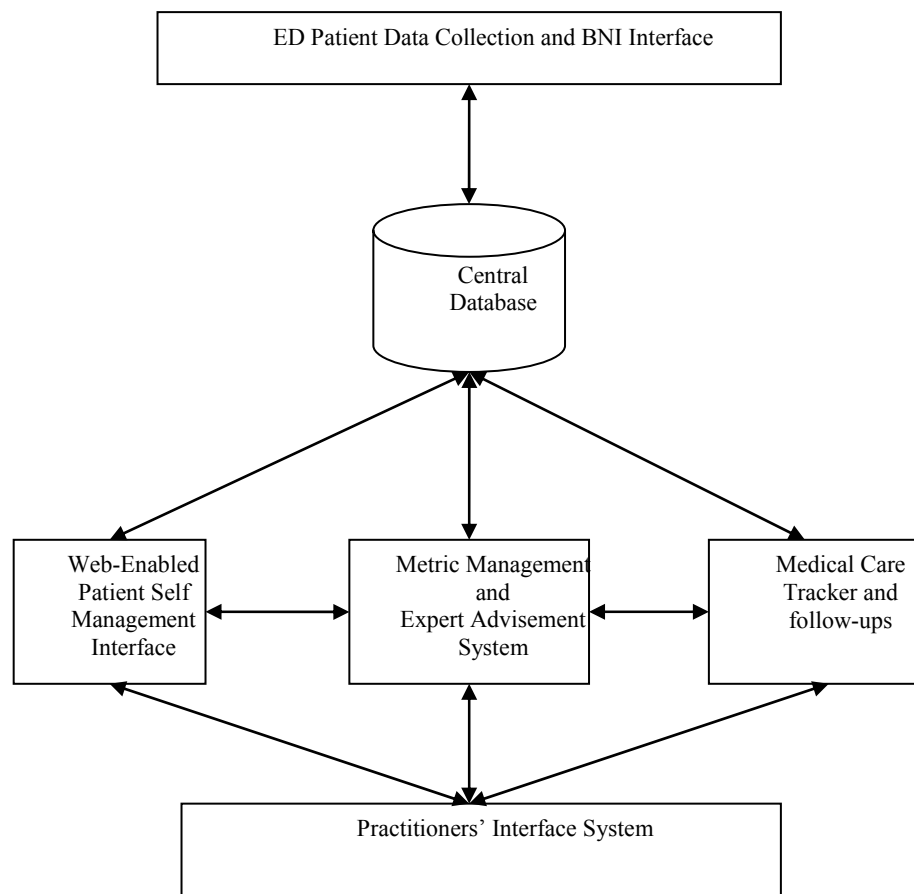 ED Patient Data Collection and BNI Interface
Central
Database
Web-Enabled
Patient Self
Management
Interface
Metric Management
and
Expert Advisement
System
Medical Care
Tracker and
follow-ups
Practitioners’ Interface System